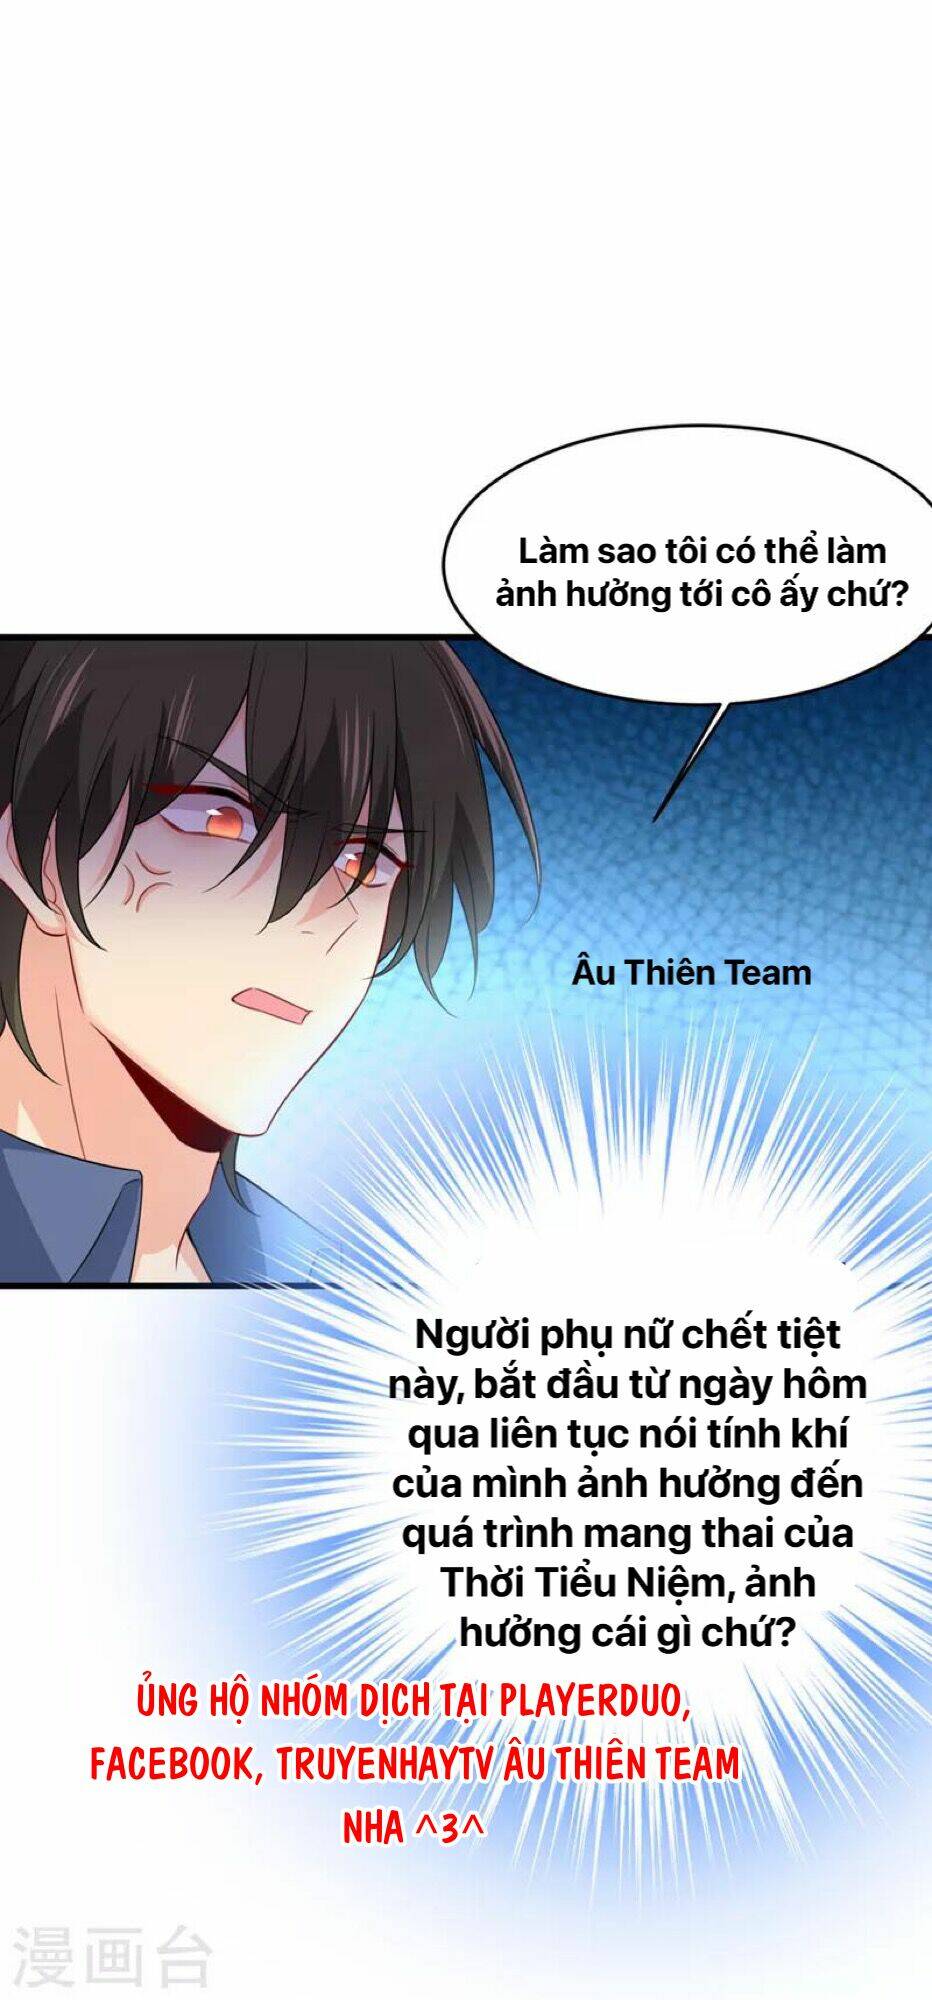 Làm sao tôi có thể làm
ảnh hưởng tới cô ấy chứ?
Âu Thiên Team
Người phụ nữ chết tiệt
này, bắt đầu từ ngày hôm
qua liên tục nói tính khí
của mình ảnh hưởng đến
quá trình mang thai của
Thời Tiểu Niệm, ảnh
hưởng cái gì chứ?
ỦNG HỘ NHÓM DỊCH TẠI PLAYERDUO,
FACEBOOK, TRUYENHAYTV ÂU THIÊN TEAM
NHA ^3^
漫画台